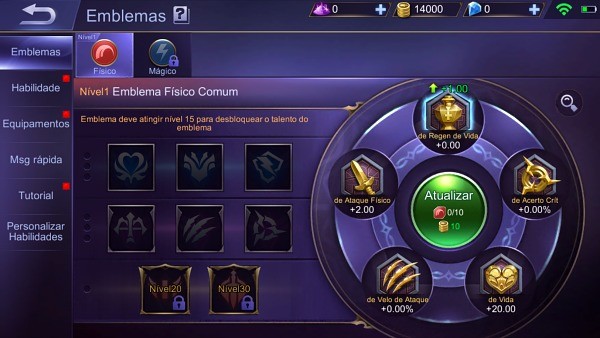 Emblemas ?
0
14000
0
Emblemas
Habilidade
Equipamentos
Msg rápida
Tutorial
Personalizar
Habilidades
Nível1
Físico
Mágico
Nível1 Emblema Físico Comum
Emblema deve atingir nível 15 para desbloquear o talento do
emblema
Nível20
Nível30
de Regen de Vida
+0.00
de Ataque Físico
+2.00
de Acerto Crít
+0.00%
Atualizar
0/10
10
de Velo de Ataque
+0.00%
de Vida
+20.00